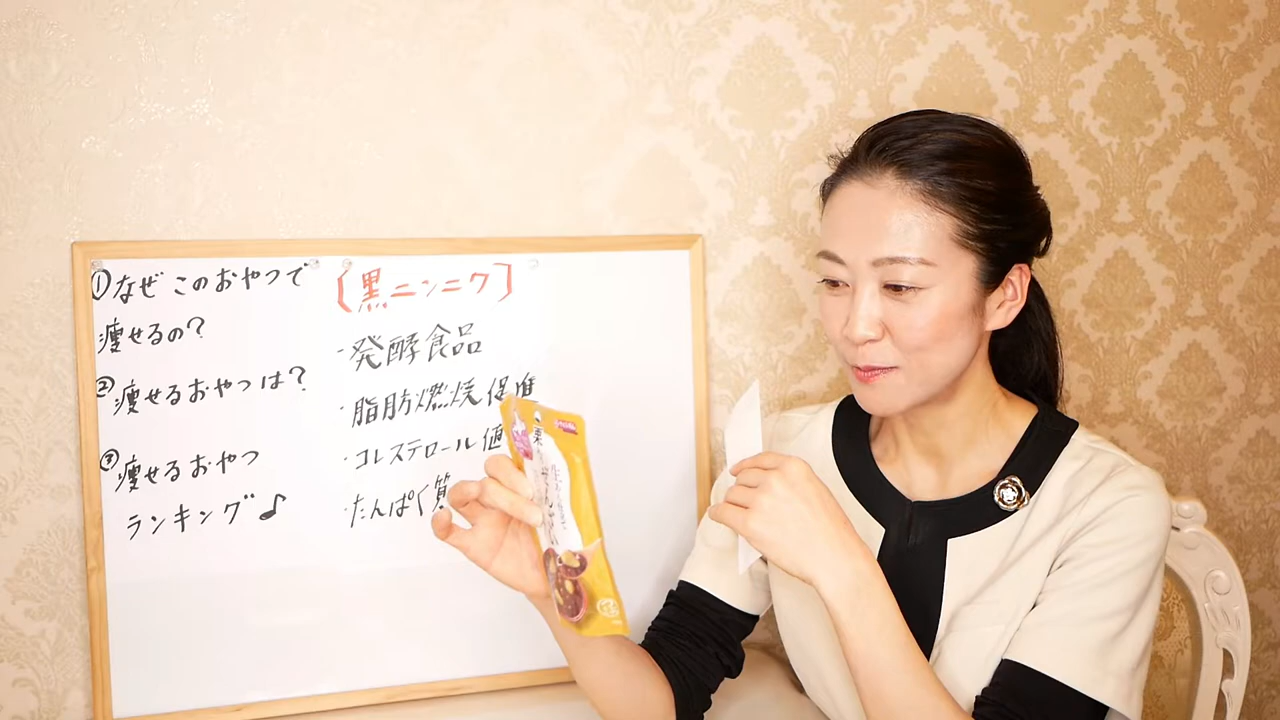 ①なぜこのおやつで
痩せるの?
②痩せるおやつは?
③痩せるおやつ
ランキング♪
〔黒ニンニク〕
・発酵食品
・脂肪燃焼促進
・コレステロール値
・たんぱく質
栗